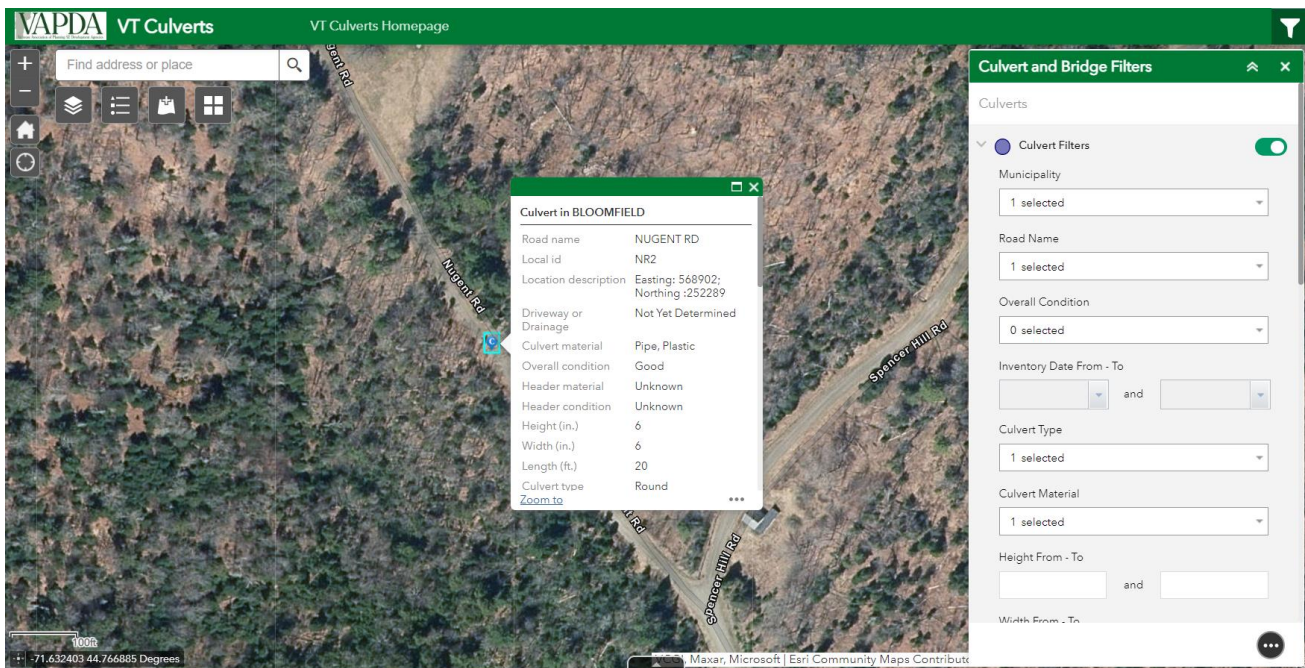 VAPDA VT Culverts VT Culverts Homepage
Find address or place
Nugent Rd
Nugent Rd
Spencer Hill Rd
Spencer Hill Rd
Culvert in BLOOMFIELD
Road name NUGENT RD
Local id NR2
Location description Easting: 568902;
Northing :252289
Driveway or Not Yet Determined
Drainage
Culvert material Pipe, Plastic
Overall condition Good
Header material Unknown
Header condition Unknown
Height (in.) 6
Width (in.) 6
Length (ft.) 20
Culvert type Round
Zoom to
Culvert and Bridge Filters
Culverts
Culvert Filters
Municipality
1 selected
Road Name
1 selected
Overall Condition
0 selected
Inventory Date From - To
and
Culvert Type
1 selected
Culvert Material
1 selected
Height From - To
and
Width From - To
100ft
-71.632403 44.766885 Degrees
Maxar, Microsoft | Esri Community Maps Contribut